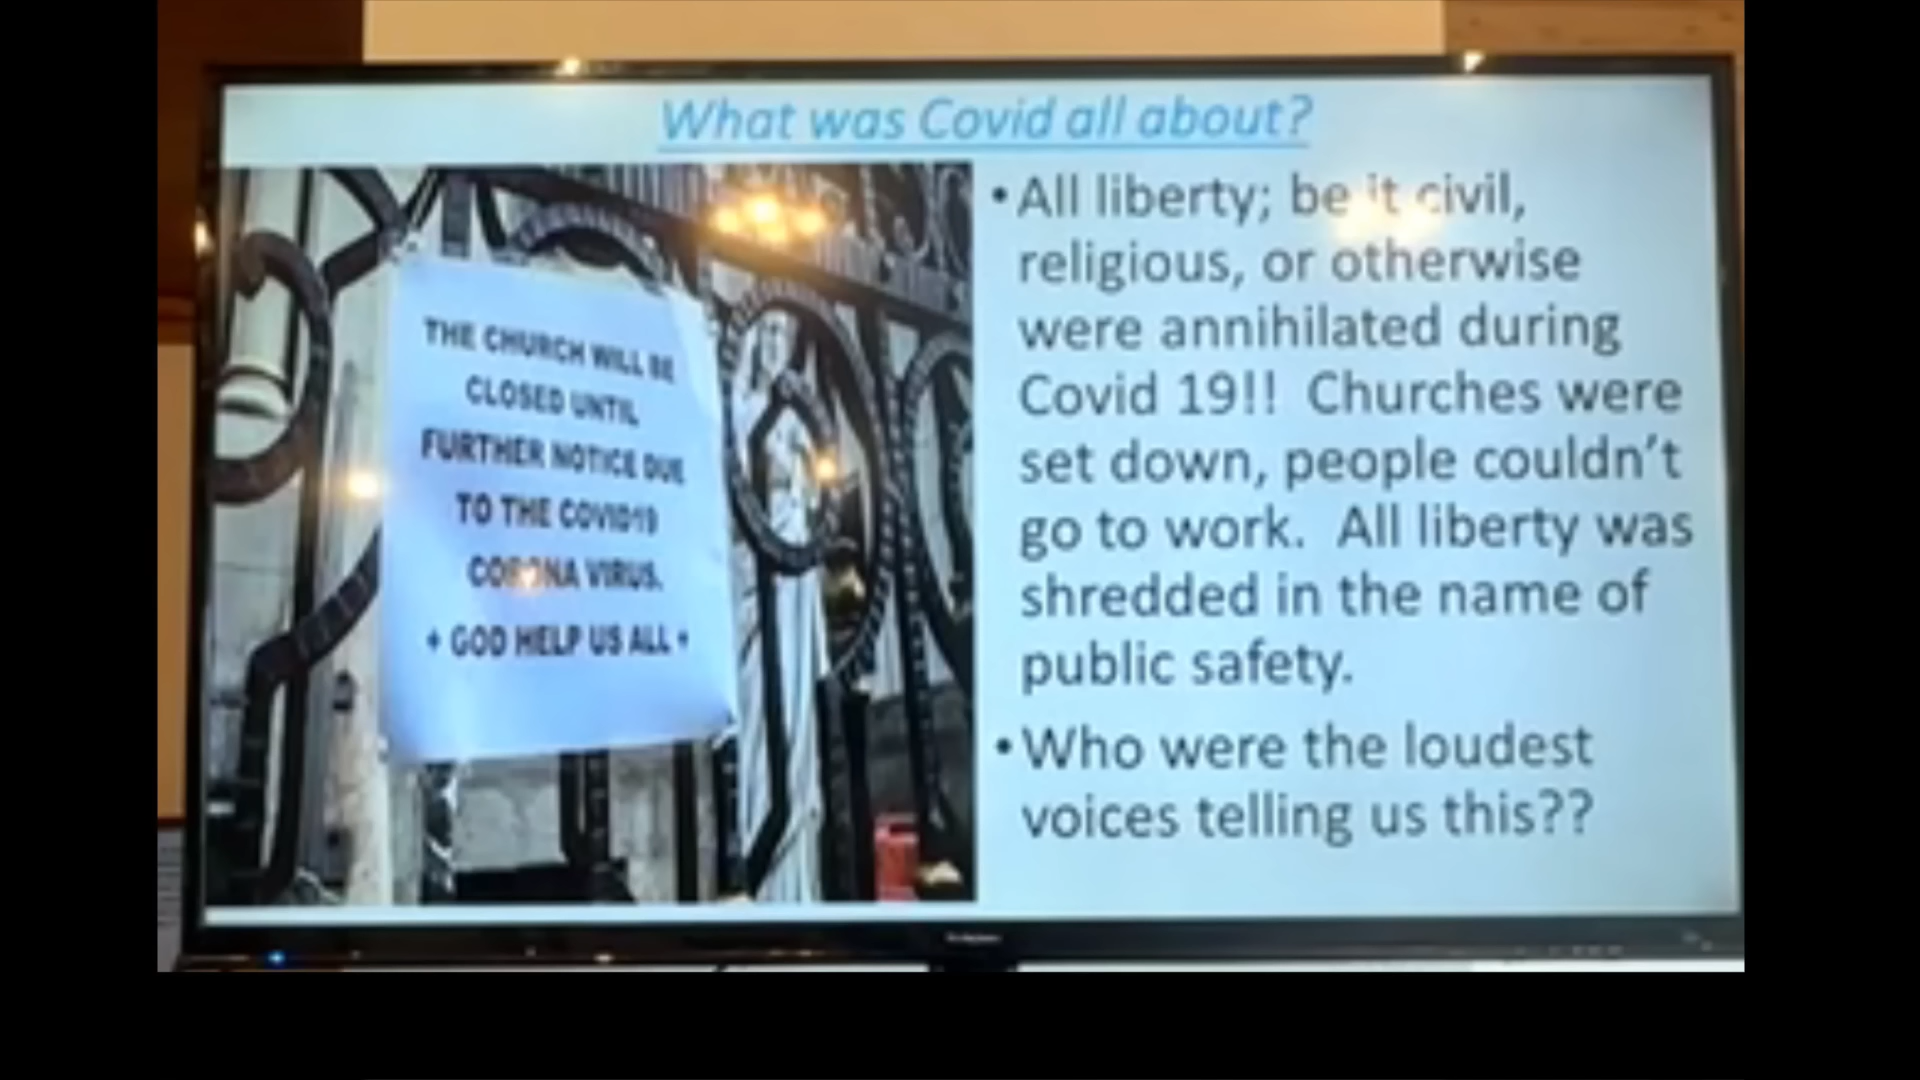 What was Covid all about?
THE CHURCH WILL BE
CLOSED UNTIL
FURTHER NOTICE DUE
TO THE COVID19
CORONA VIRUS.
+ GOD HELP US ALL +
• All liberty; be it civil,
religious, or otherwise
were annihilated during
Covid 19!! Churches were
set down, people couldn't
go to work. All liberty was
shredded in the name of
public safety.
• Who were the loudest
voices telling us this??